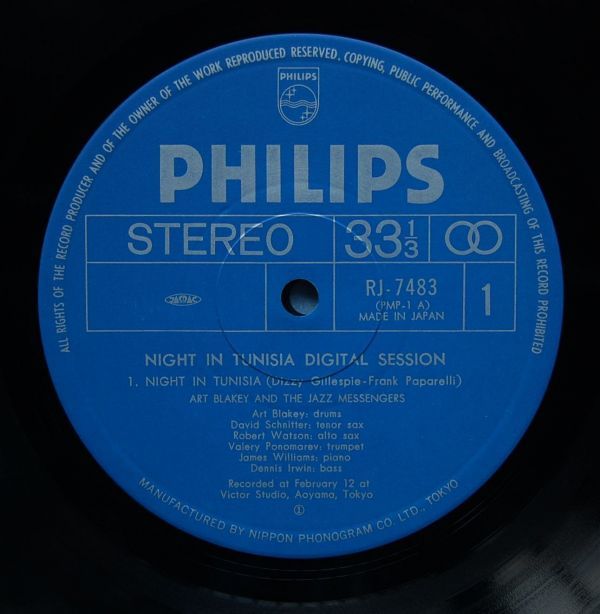 ALL RIGHTS OF THE RECORD PRODUCER AND OF THE OWNER OF THE WORK REPRODUCED RESERVED. COPYING, PUBLIC PERFORMANCE AND BROADCASTING OF THIS RECORD PROHIBITED
PHILIPS
PHILIPS
STEREO 33 1/3
RJ-7483
(PMP-1 A)
MADE IN JAPAN
1
JASRAC
NIGHT IN TUNISIA DIGITAL SESSION
1. NIGHT IN TUNISIA (Dizzy Gillespie-Frank Paparelli)
ART BLAKEY AND THE JAZZ MESSENGERS
Art Blakey: drums
David Schnitter: tenor sax
Robert Watson: alto sax
Valery Ponomarev: trumpet
James Williams: piano
Dennis Irwin: bass
Recorded at February 12 at
Victor Studio, Aoyama, Tokyo
①
MANUFACTURED BY NIPPON PHONOGRAM CO. LTD., TOKYO